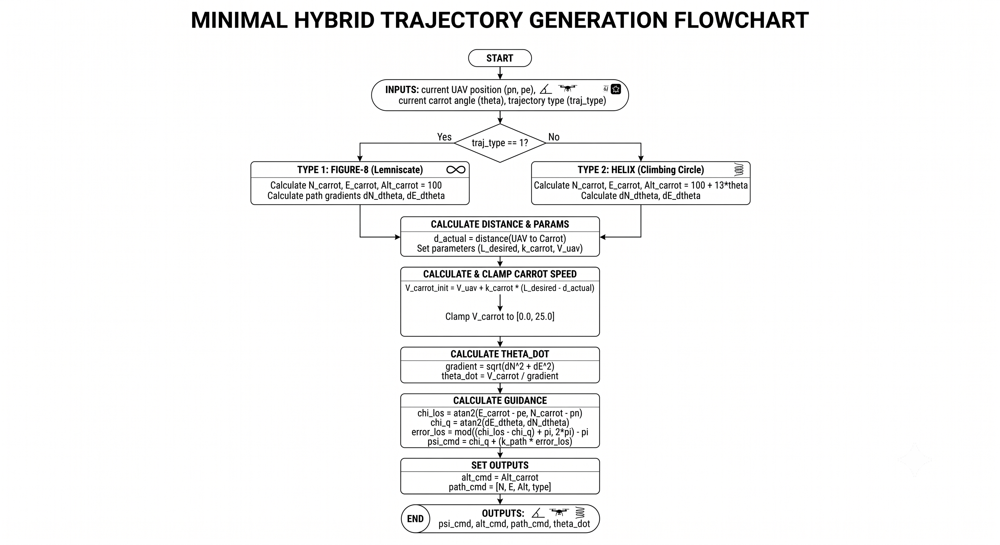 MINIMAL HYBRID TRAJECTORY GENERATION FLOWCHART
START
INPUTS: current UAV position (pn, pe),
current carrot angle (theta), trajectory type (traj_type)
traj_type == 1?
Yes
No
TYPE 1: FIGURE-8 (Lemniscate)
Calculate N_carrot, E_carrot, Alt_carrot = 100
Calculate path gradients dN_dtheta, dE_dtheta
TYPE 2: HELIX (Climbing Circle)
Calculate N_carrot, E_carrot, Alt_carrot = 100 + 13*theta
Calculate dN_dtheta, dE_dtheta
CALCULATE DISTANCE & PARAMS
d_actual = distance(UAV to Carrot)
Set parameters (L_desired, k_carrot, V_uav)
CALCULATE & CLAMP CARROT SPEED
V_carrot_init = V_uav + k_carrot * (L_desired - d_actual)
Clamp V_carrot to [0.0, 25.0]
CALCULATE THETA_DOT
gradient = sqrt(dN^2 + dE^2)
theta_dot = V_carrot / gradient
CALCULATE GUIDANCE
chi_los = atan2(E_carrot - pe, N_carrot - pn)
chi_q = atan2(dE_dtheta, dN_dtheta)
error_los = mod((chi_los - chi_q) + pi, 2*pi) - pi
psi_cmd = chi_q + (k_path * error_los)
SET OUTPUTS
alt_cmd = Alt_carrot
path_cmd = [N, E, Alt, type]
END
OUTPUTS:
psi_cmd, alt_cmd, path_cmd, theta_dot